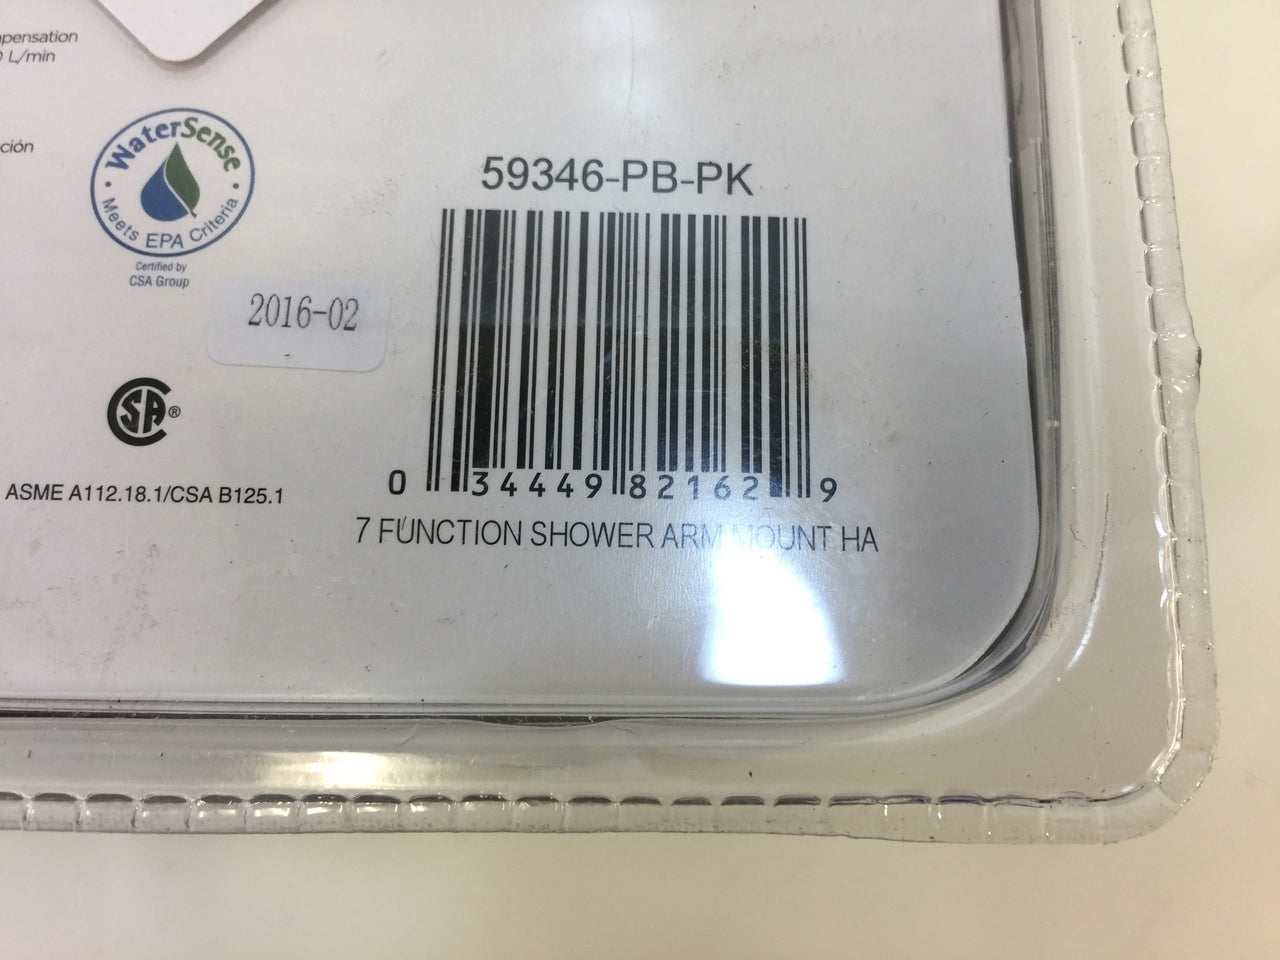 pensation
L/min
ción
WaterSense
Meets EPA Criteria
Certified by
CSA Group
2016-02
CSA®
ASME A112.18.1/CSA B125.1
59346-PB-PK
0 34449 82162 9
7 FUNCTION SHOWER ARM MOUNT HA